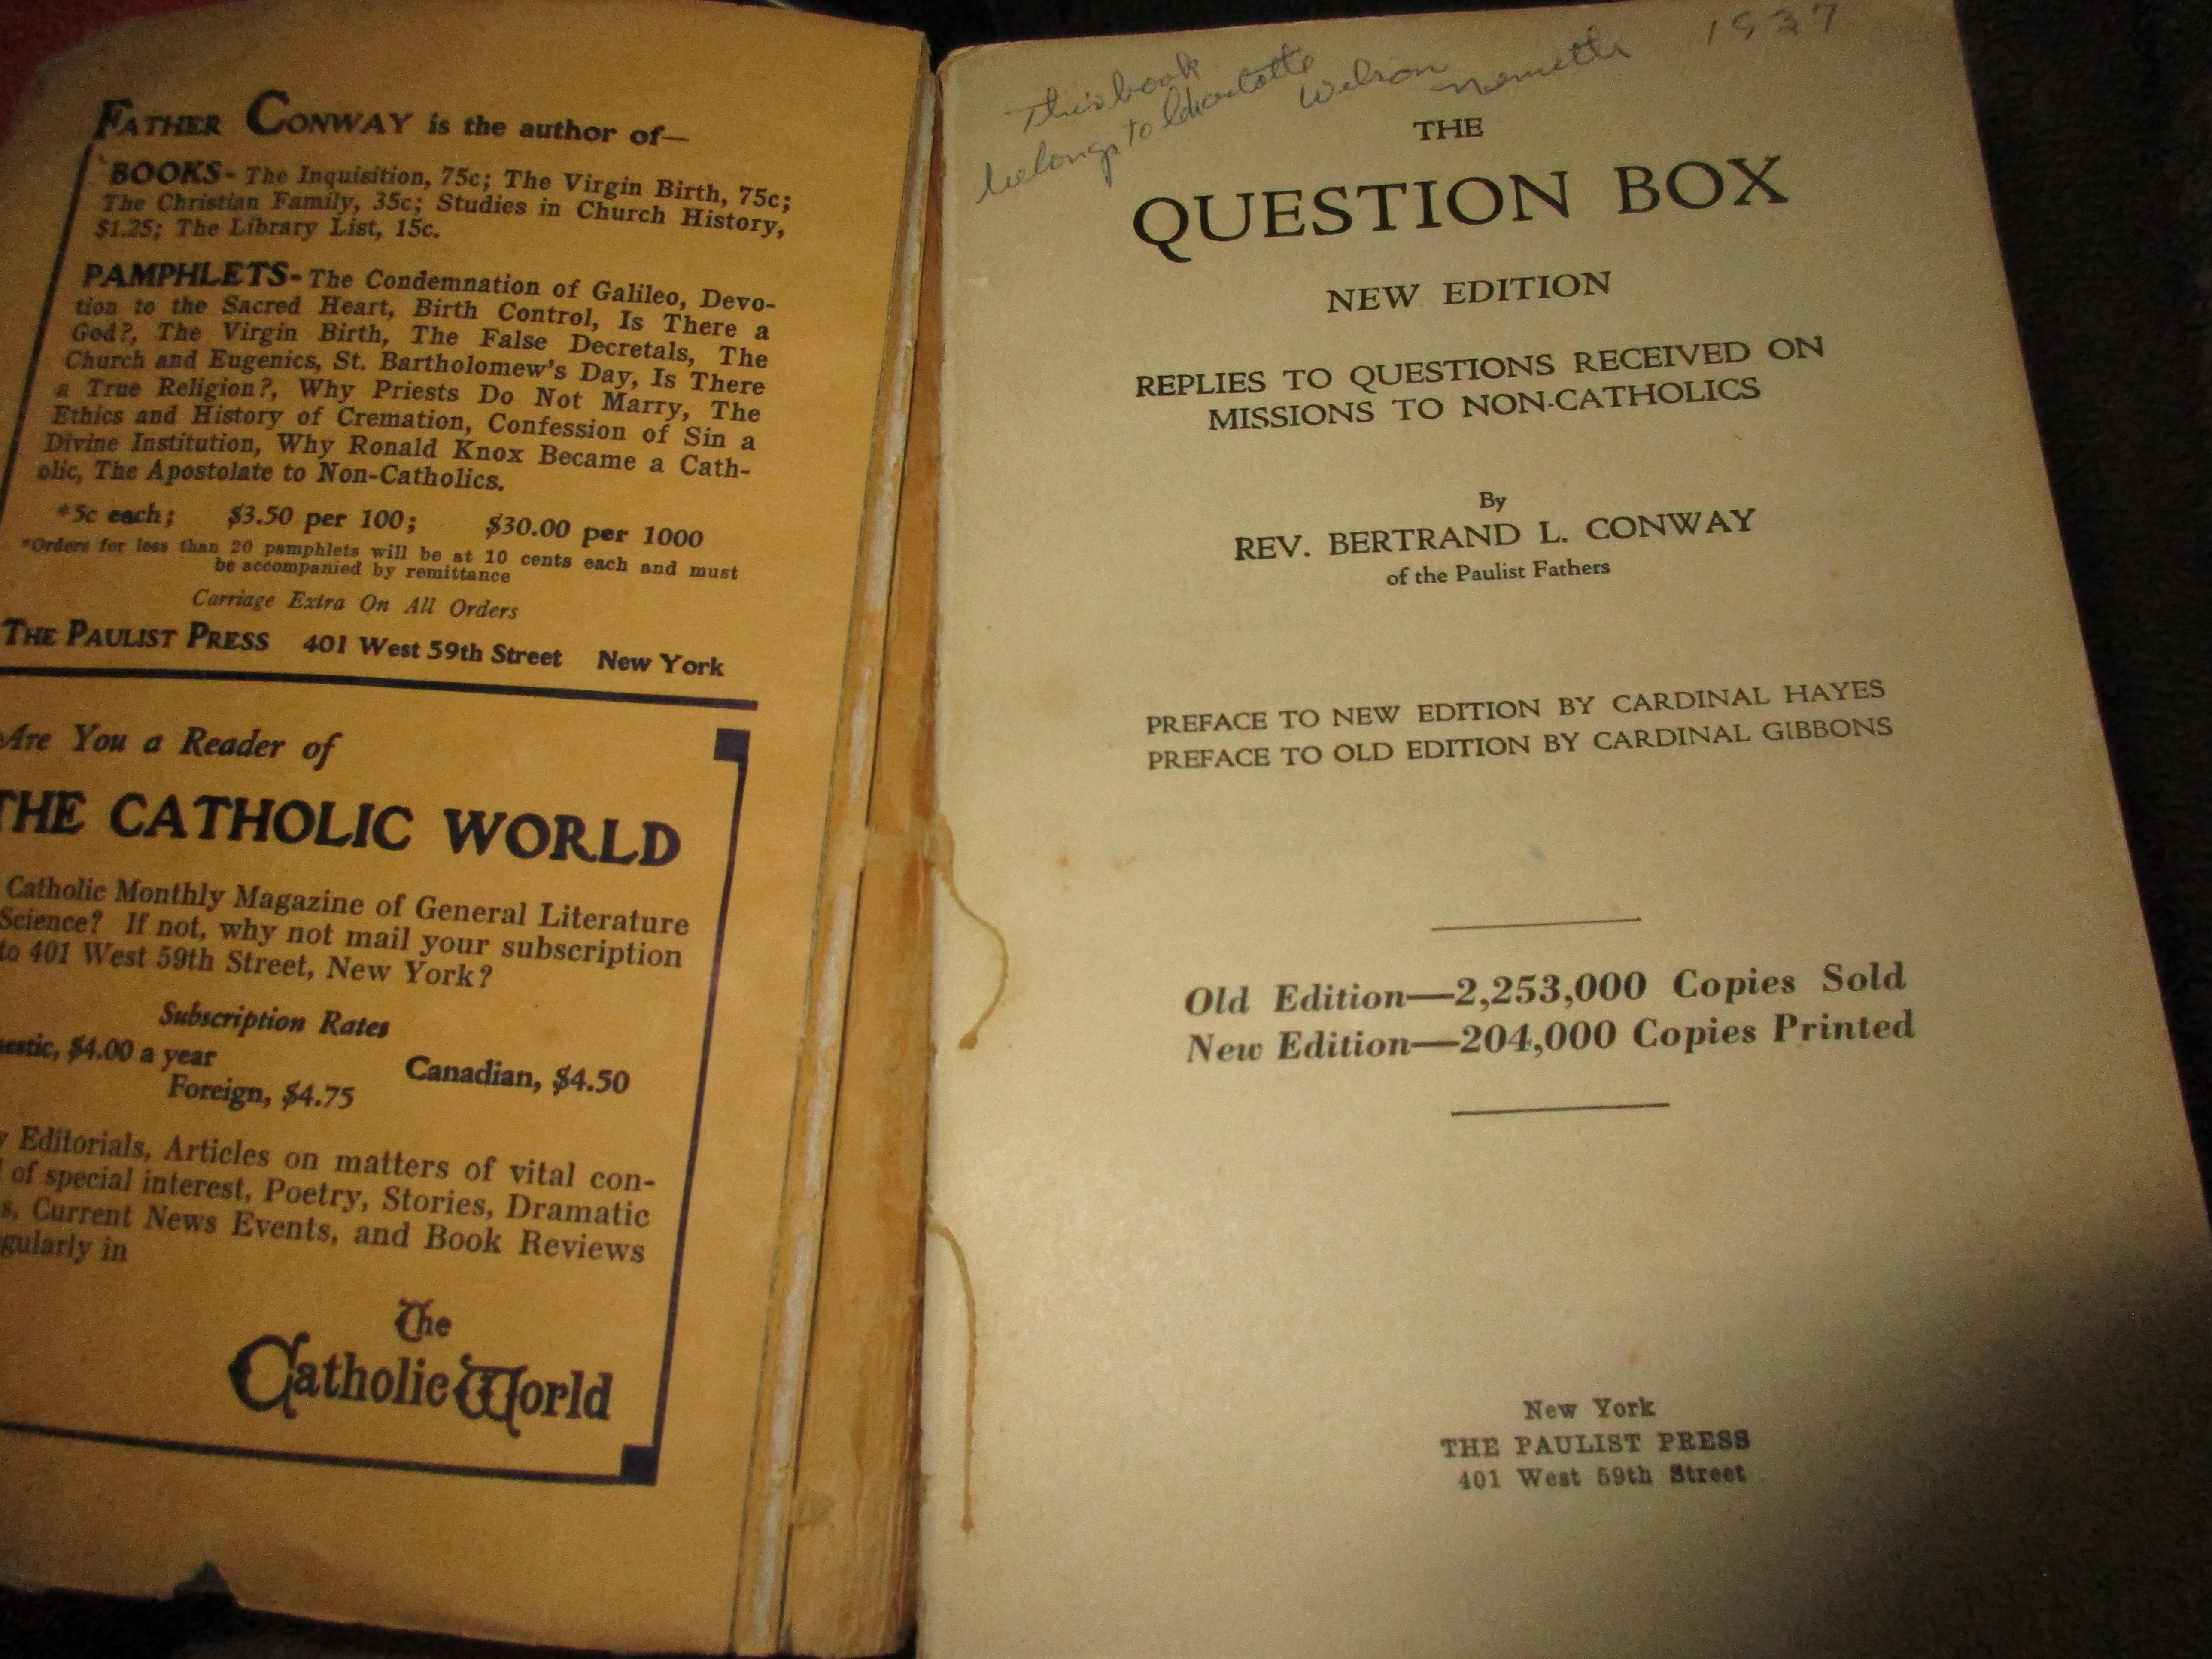 FATHER CONWAY is the author of—
BOOKS- The Inquisition, 75c; The Virgin Birth, 75c;
The Christian Family, 35c; Studies in Church History,
$1.25; The Library List, 15c.
PAMPHLETS- The Condemnation of Galileo, Devo-
tion to the Sacred Heart, Birth Control, Is There a
God?, The Virgin Birth, The False Decretals, The
Church and Eugenics, St. Bartholomew's Day, Is There
a True Religion?, Why Priests Do Not Marry, The
Ethics and History of Cremation, Confession of Sin a
Divine Institution, Why Ronald Knox Became a Cath-
olic, The Apostolate to Non-Catholics.
*5c each; $3.50 per 100; $30.00 per 1000
*Orders for less than 20 pamphlets will be at 10 cents each and must
be accompanied by remittance
Carriage Extra On All Orders
THE PAULIST PRESS 401 West 59th Street New York
Are You a Reader of
THE CATHOLIC WORLD
Catholic Monthly Magazine of General Literature
Science? If not, why not mail your subscription
to 401 West 59th Street, New York?
Subscription Rates
$4.00 a year
Canadian, $4.50
Foreign, $4.75
Editorials, Articles on matters of vital con-
of special interest, Poetry, Stories, Dramatic
Current News Events, and Book Reviews
in
The
Catholic World
This book
belongs to Charlotte
Wilson
Nemeth
1937
THE
QUESTION BOX
NEW EDITION
REPLIES TO QUESTIONS RECEIVED ON
MISSIONS TO NON-CATHOLICS
By
REV. BERTRAND L. CONWAY
of the Paulist Fathers
PREFACE TO NEW EDITION BY CARDINAL HAYES
PREFACE TO OLD EDITION BY CARDINAL GIBBONS
Old Edition—2,253,000 Copies Sold
New Edition—204,000 Copies Printed
New York
THE PAULIST PRESS
401 West 59th Street